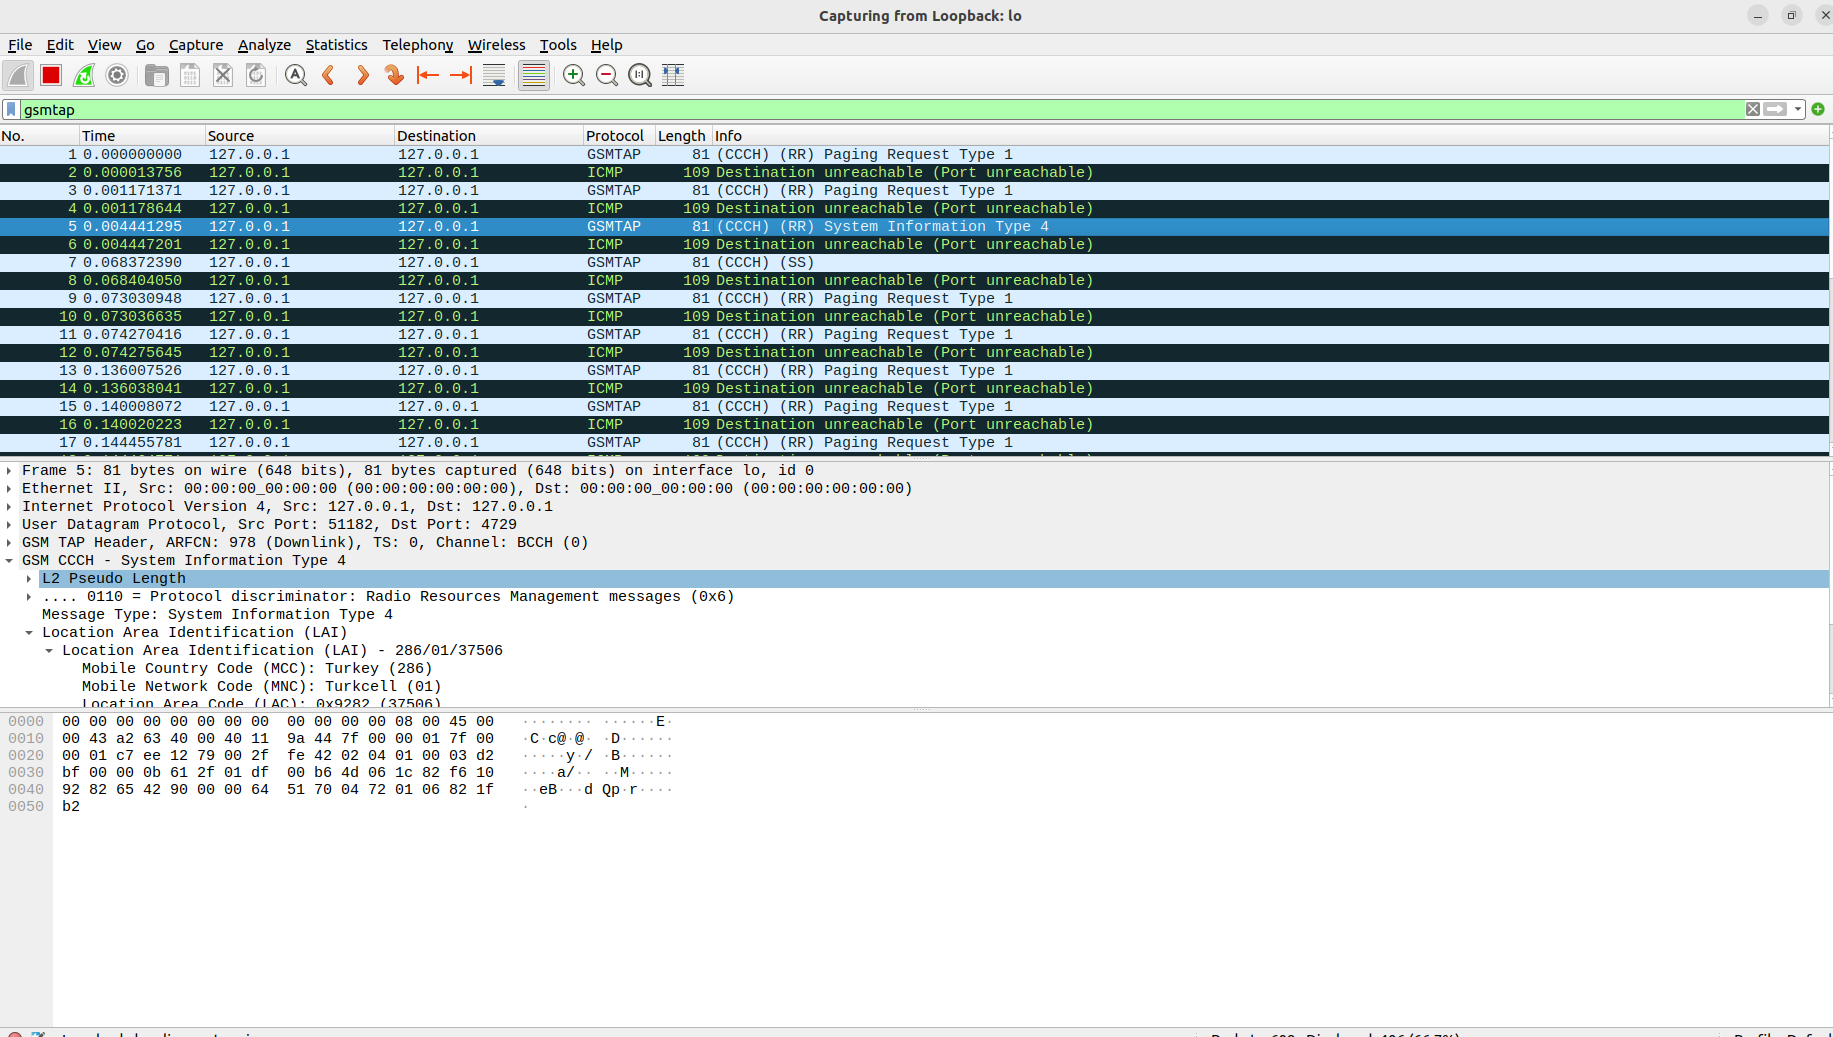 Capturing from Loopback: lo
File Edit View Go Capture Analyze Statistics Telephony Wireless Tools Help
gsmtap
No. Time Source Destination Protocol Length Info
1 0.000000000 127.0.0.1 127.0.0.1 GSMTAP 81 (CCCH) (RR) Paging Request Type 1
2 0.000013756 127.0.0.1 127.0.0.1 ICMP 109 Destination unreachable (Port unreachable)
3 0.001171371 127.0.0.1 127.0.0.1 GSMTAP 81 (CCCH) (RR) Paging Request Type 1
4 0.001178644 127.0.0.1 127.0.0.1 ICMP 109 Destination unreachable (Port unreachable)
5 0.004441295 127.0.0.1 127.0.0.1 GSMTAP 81 (CCCH) (RR) System Information Type 4
6 0.004447201 127.0.0.1 127.0.0.1 ICMP 109 Destination unreachable (Port unreachable)
7 0.068372390 127.0.0.1 127.0.0.1 GSMTAP 81 (CCCH) (SS)
8 0.068404050 127.0.0.1 127.0.0.1 ICMP 109 Destination unreachable (Port unreachable)
9 0.073030948 127.0.0.1 127.0.0.1 GSMTAP 81 (CCCH) (RR) Paging Request Type 1
10 0.073036635 127.0.0.1 127.0.0.1 ICMP 109 Destination unreachable (Port unreachable)
11 0.074270416 127.0.0.1 127.0.0.1 GSMTAP 81 (CCCH) (RR) Paging Request Type 1
12 0.074275645 127.0.0.1 127.0.0.1 ICMP 109 Destination unreachable (Port unreachable)
13 0.136007526 127.0.0.1 127.0.0.1 GSMTAP 81 (CCCH) (RR) Paging Request Type 1
14 0.136038041 127.0.0.1 127.0.0.1 ICMP 109 Destination unreachable (Port unreachable)
15 0.140008072 127.0.0.1 127.0.0.1 GSMTAP 81 (CCCH) (RR) Paging Request Type 1
16 0.140020223 127.0.0.1 127.0.0.1 ICMP 109 Destination unreachable (Port unreachable)
17 0.144455781 127.0.0.1 127.0.0.1 GSMTAP 81 (CCCH) (RR) Paging Request Type 1
Frame 5: 81 bytes on wire (648 bits), 81 bytes captured (648 bits) on interface lo, id 0
Ethernet II, Src: 00:00:00_00:00:00 (00:00:00:00:00:00), Dst: 00:00:00_00:00:00 (00:00:00:00:00:00)
Internet Protocol Version 4, Src: 127.0.0.1, Dst: 127.0.0.1
User Datagram Protocol, Src Port: 51182, Dst Port: 4729
GSM TAP Header, ARFCN: 978 (Downlink), TS: 0, Channel: BCCH (0)
GSM CCCH - System Information Type 4
L2 Pseudo Length
.... 0110 = Protocol discriminator: Radio Resources Management messages (0x6)
Message Type: System Information Type 4
Location Area Identification (LAI)
Location Area Identification (LAI) - 286/01/37506
Mobile Country Code (MCC): Turkey (286)
Mobile Network Code (MNC): Turkcell (01)
Location Area Code (LAC): 0x9282 (37506)
0000 00 00 00 00 00 00 00 00 00 00 00 00 08 00 45 00 ········ ······E·
0010 00 43 a2 63 40 00 40 11 9a 44 7f 00 00 01 7f 00 ·C·c@·@· ·D······
0020 00 01 c7 ee 12 79 00 2f fe 42 02 04 01 00 03 d2 ·····y·/ ·B······
0030 bf 00 00 0b 61 2f 01 df 00 b6 4d 06 1c 82 f6 10 ····a/·· ··M·····
0040 92 82 65 42 90 00 00 64 51 70 04 72 01 06 82 1f ··eB···d Qp·r····
0050 b2 ·